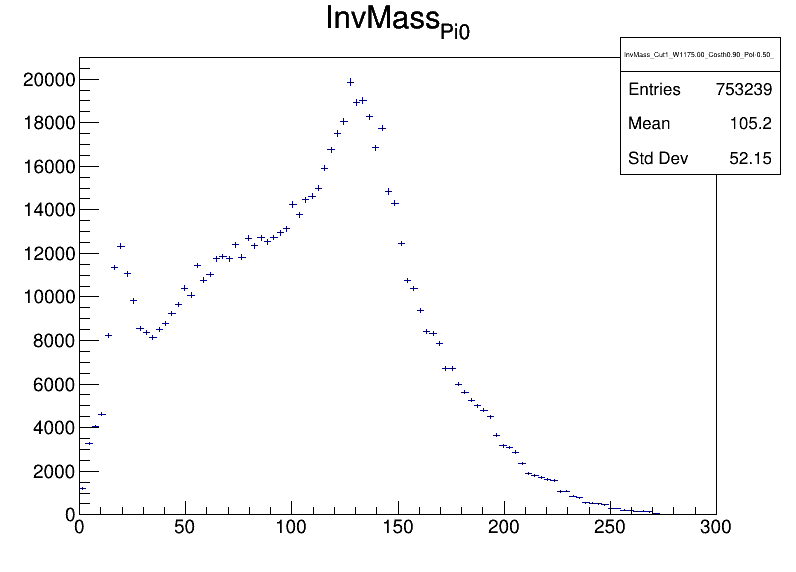 InvMass_Pi0
InvMass_Cut1_W1175.00_Costh0.90_Pol-0.50_
Entries 753239
Mean 105.2
Std Dev 52.15
20000
18000
16000
14000
12000
10000
8000
6000
4000
2000
0
0 50 100 150 200 250 300